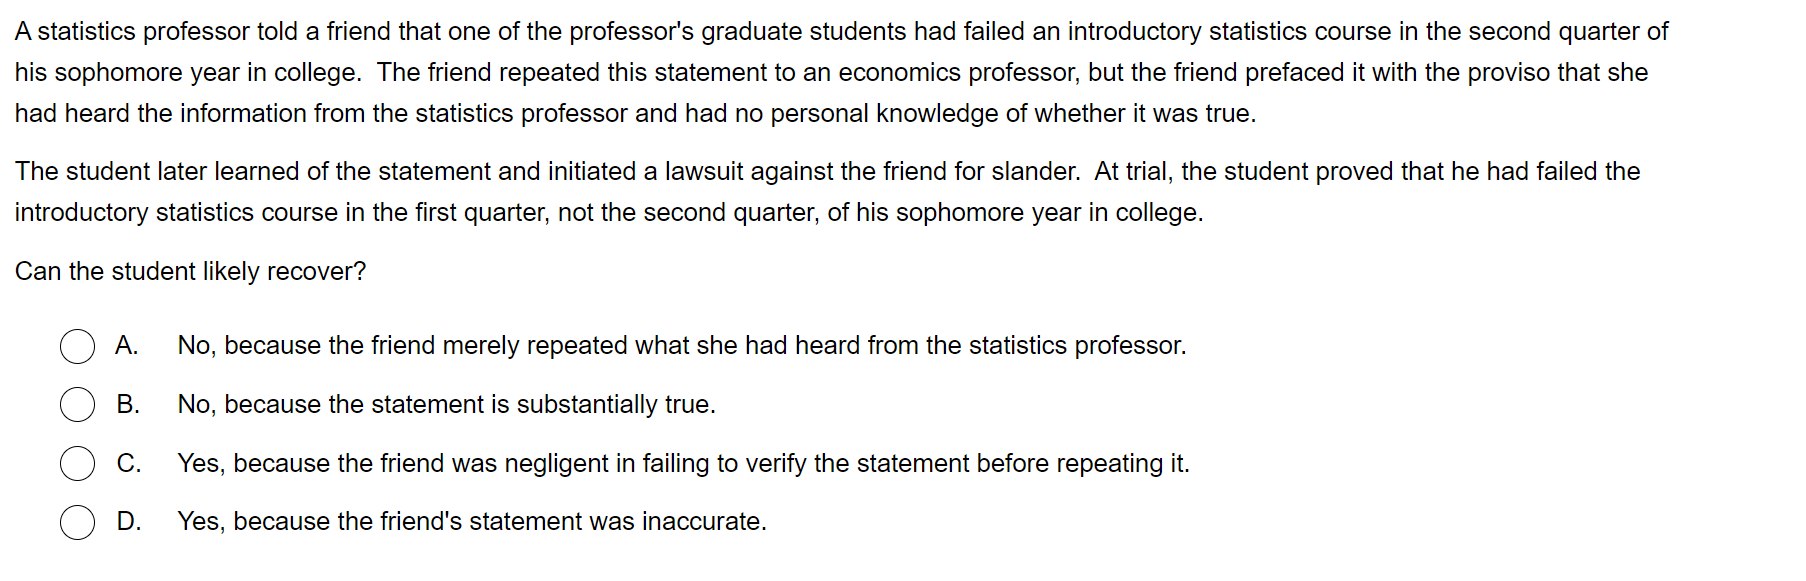 A statistics professor told a friend that one of the professor's graduate students had failed an introductory statistics course in the second quarter of
his sophomore year in college.  The friend repeated this statement to an economics professor, but the friend prefaced it with the proviso that she
had heard the information from the statistics professor and had no personal knowledge of whether it was true.
The student later learned of the statement and initiated a lawsuit against the friend for slander.  At trial, the student proved that he had failed the
introductory statistics course in the first quarter, not the second quarter, of his sophomore year in college.
Can the student likely recover?
A. No, because the friend merely repeated what she had heard from the statistics professor.
B. No, because the statement is substantially true.
C. Yes, because the friend was negligent in failing to verify the statement before repeating it.
D. Yes, because the friend's statement was inaccurate.